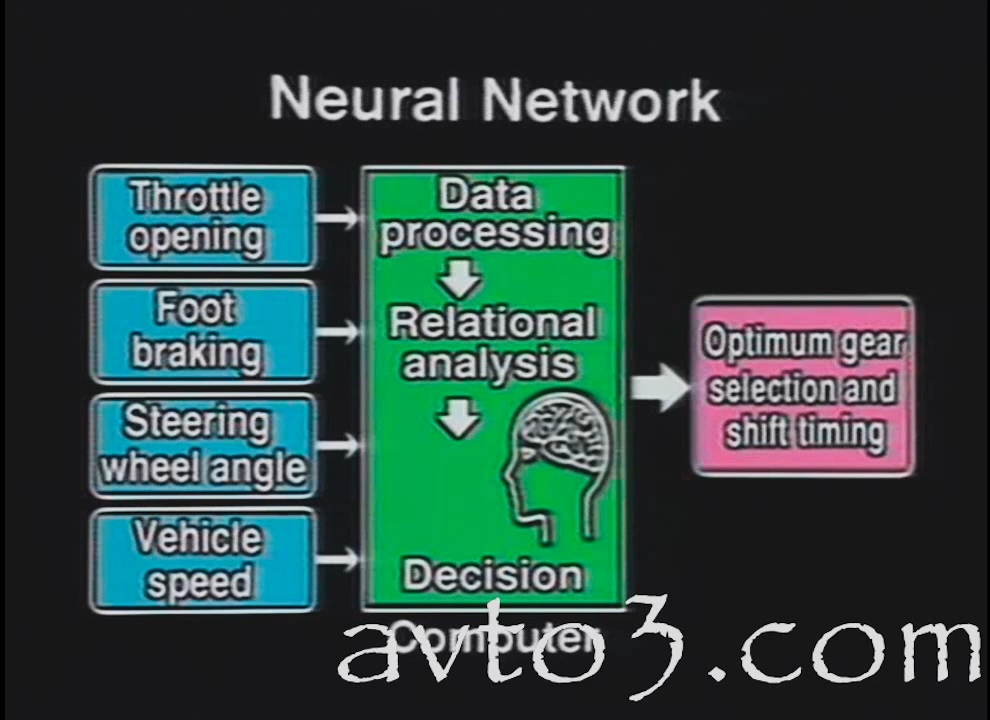 Neural Network
Throttle
opening
Foot
braking
Steering
wheel angle
Vehicle
speed
Data
processing
Relational
analysis
Decision
Computer
Optimum gear
selection and
shift timing
avto3.com